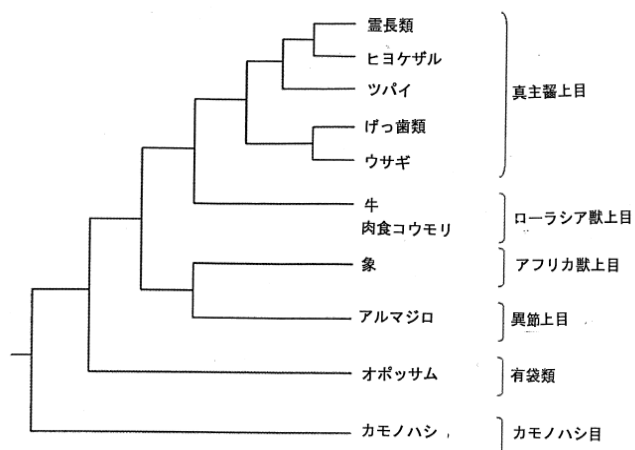 霊長類
ヒヨケザル
ツパイ
げっ歯類
ウサギ
真主齧上目
牛
肉食コウモリ
ローラシア獣上目
象
アフリカ獣上目
アルマジロ
異節上目
オポッサム
有袋類
カモノハシ
カモノハシ目